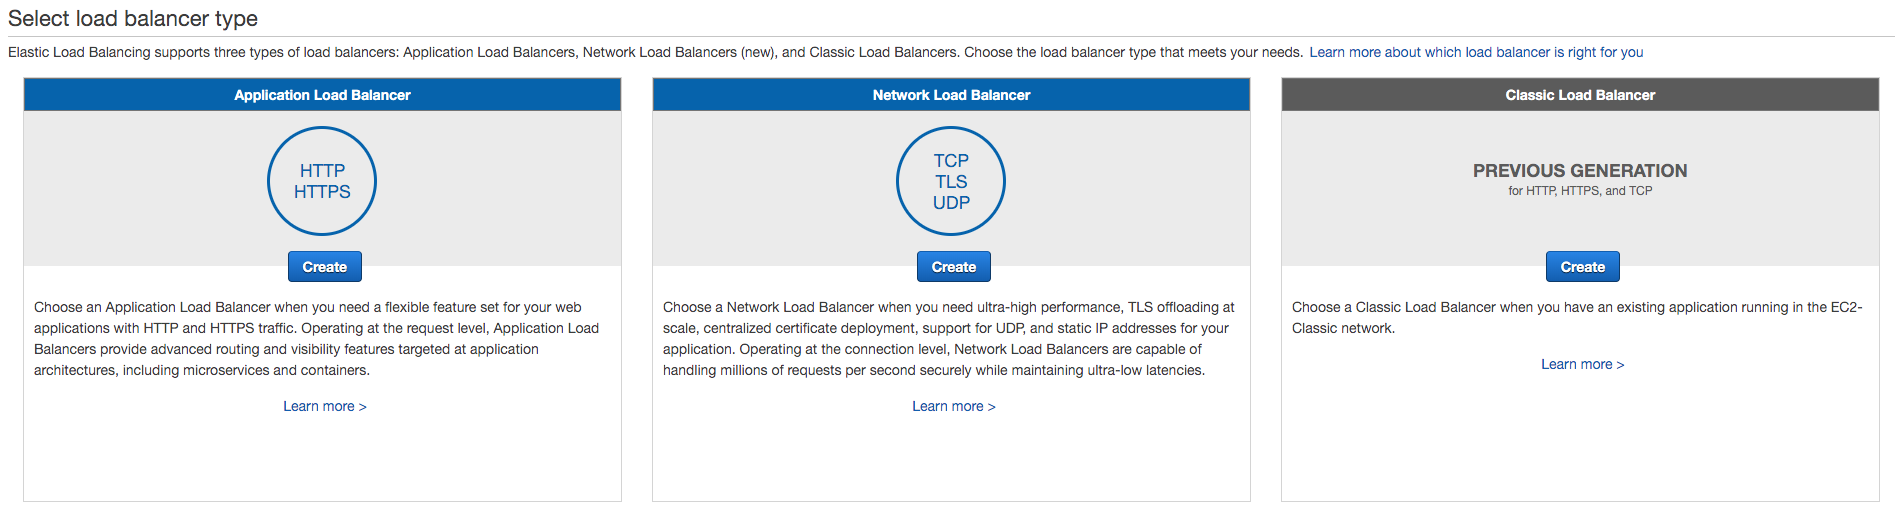 Select load balancer type
Elastic Load Balancing supports three types of load balancers: Application Load Balancers, Network Load Balancers (new), and Classic Load Balancers. Choose the load balancer type that meets your needs. Learn more about which load balancer is right for you
Application Load Balancer
HTTP
HTTPS
Create
Choose an Application Load Balancer when you need a flexible feature set for your web
applications with HTTP and HTTPS traffic. Operating at the request level, Application Load
Balancers provide advanced routing and visibility features targeted at application
architectures, including microservices and containers.
Learn more >
Network Load Balancer
TCP
TLS
UDP
Create
Choose a Network Load Balancer when you need ultra-high performance, TLS offloading at
scale, centralized certificate deployment, support for UDP, and static IP addresses for your
application. Operating at the connection level, Network Load Balancers are capable of
handling millions of requests per second securely while maintaining ultra-low latencies.
Learn more >
Classic Load Balancer
PREVIOUS GENERATION
for HTTP, HTTPS, and TCP
Create
Choose a Classic Load Balancer when you have an existing application running in the EC2-
Classic network.
Learn more >